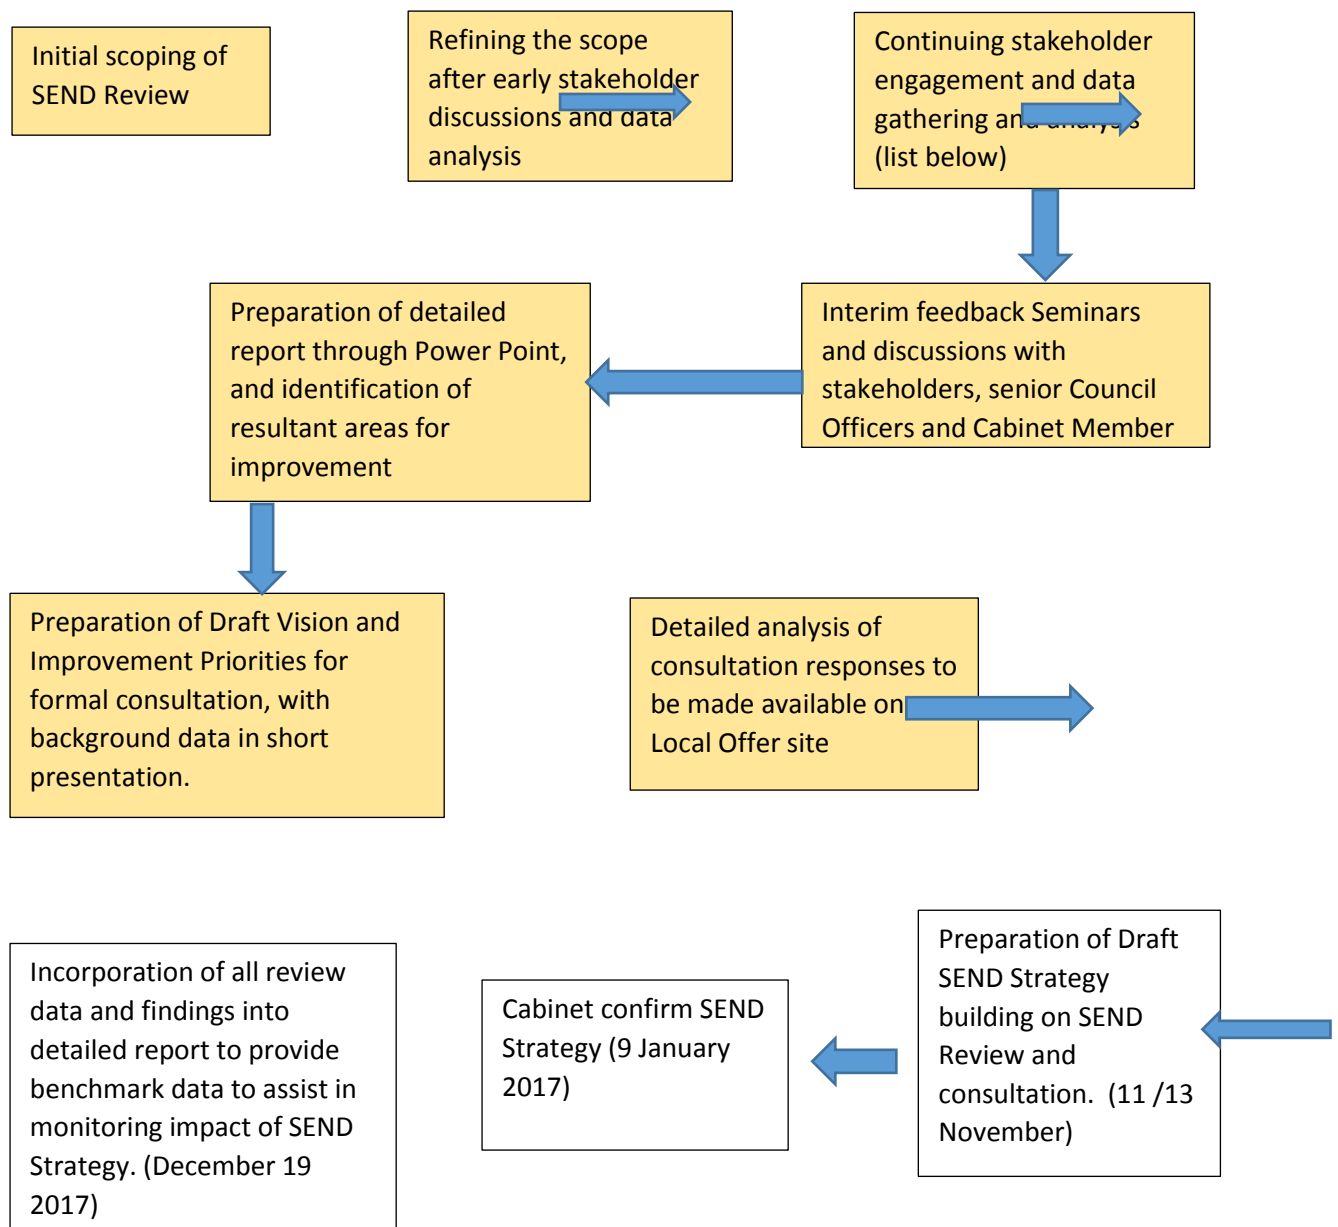 Initial scoping of
SEND Review
Refining the scope
after early stakeholder
discussions and data
analysis
Continuing stakeholder
engagement and data
gathering and analysis
(list below)
Preparation of detailed
report through Power Point,
and identification of
resultant areas for
improvement
Interim feedback Seminars
and discussions with
stakeholders, senior Council
Officers and Cabinet Member
Preparation of Draft Vision and
Improvement Priorities for
formal consultation, with
background data in short
presentation.
Detailed analysis of
consultation responses to
be made available on
Local Offer site
Incorporation of all review
data and findings into
detailed report to provide
benchmark data to assist in
monitoring impact of SEND
Strategy. (December 19
2017)
Cabinet confirm SEND
Strategy (9 January
2017)
Preparation of Draft
SEND Strategy
building on SEND
Review and
consultation.  (11 /13
November)